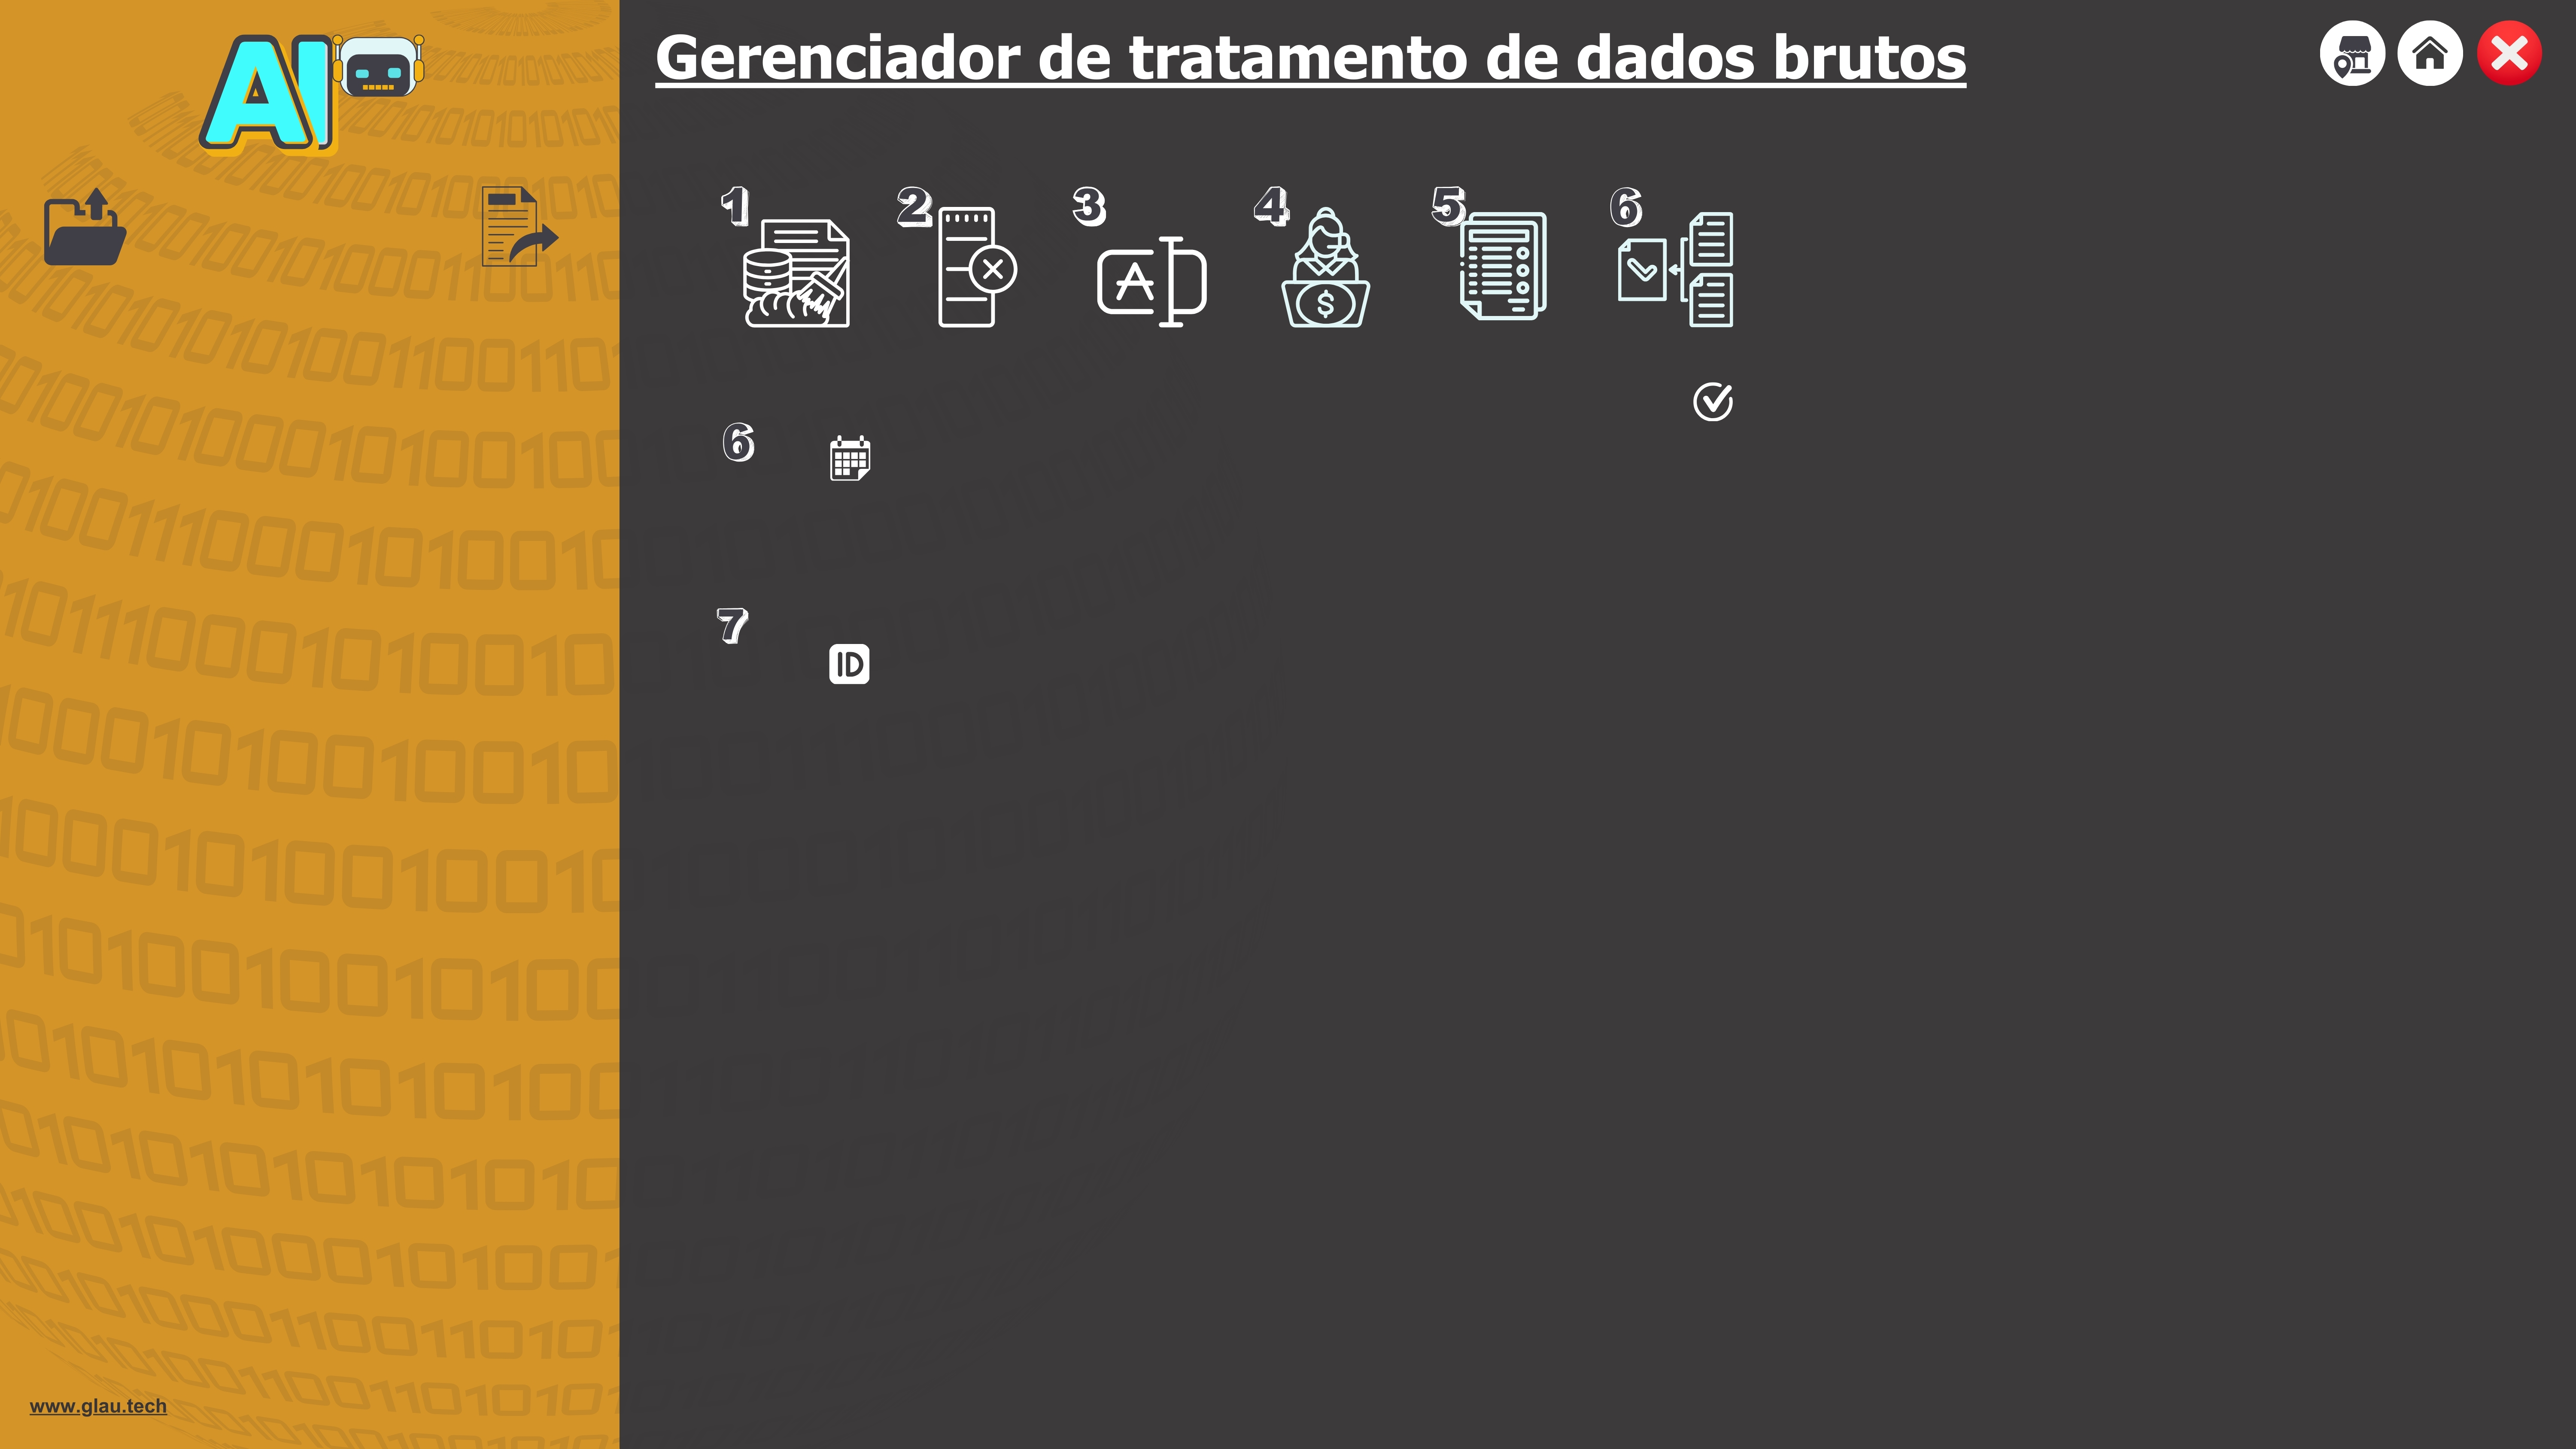 AI
Gerenciador de tratamento de dados brutos
1 2 3 4 5 6
A
$
6
7
ID
www.glau.tech